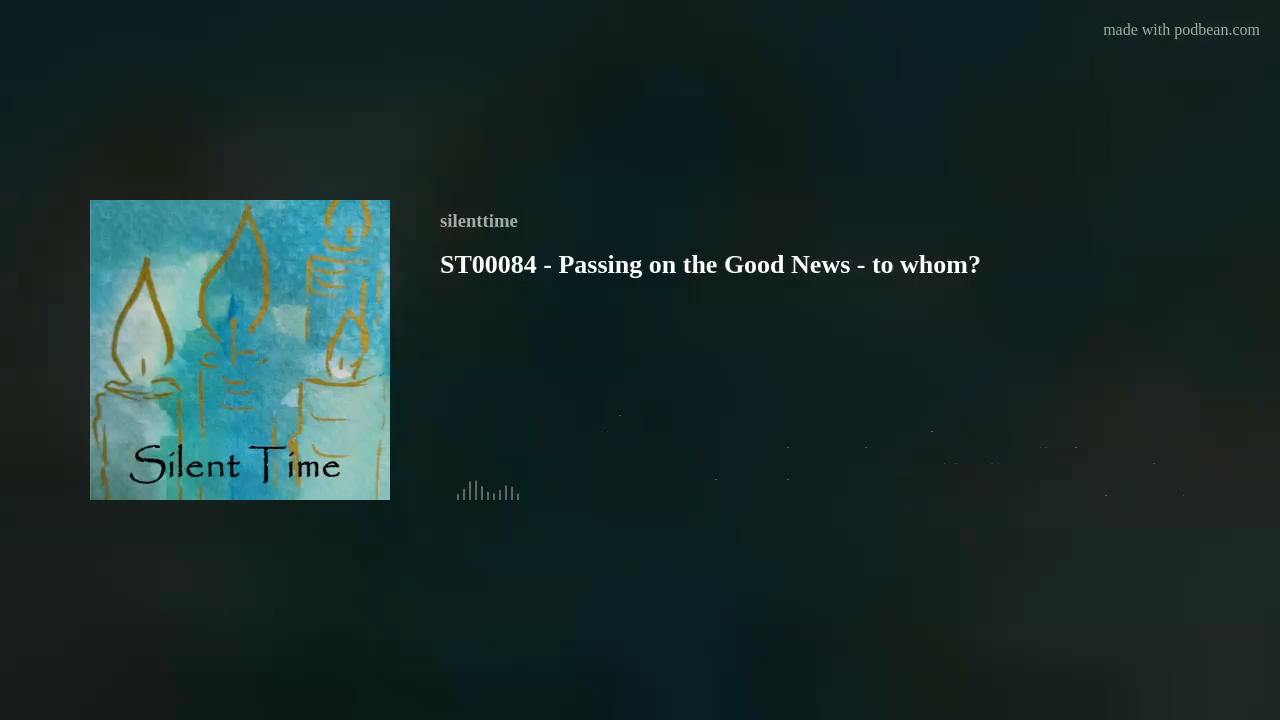 made with podbean.com
silenttime
ST00084 - Passing on the Good News - to whom?
Silent Time